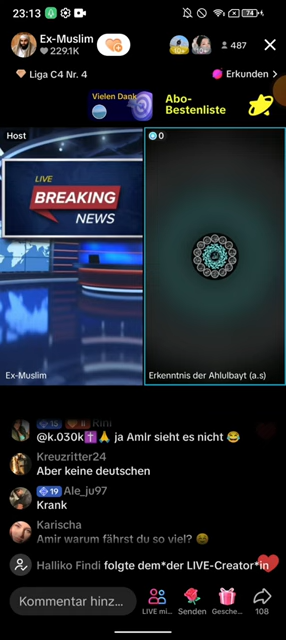 23:13
74
Ex-Muslim
229.1K
10+
10+
487
Liga C4 Nr. 4
Erkunden >
Vielen Dank
Abo-
Bestenliste
Host
0
LIVE
BREAKING
NEWS
Ex-Muslim
Erkenntnis der Ahlulbayt (a.s)
@k.030k✝️🙏 ja AmIr sieht es nicht 😂
Kreuzritter24
Aber keine deutschen
19 Ale_ju97
Krank
Karischa
Amir warum fährst du so viel? 😩
Halliko Findi folgte dem*der LIVE-Creator*in
Kommentar hinz...
LIVE mi...
Senden
Gesche...
108